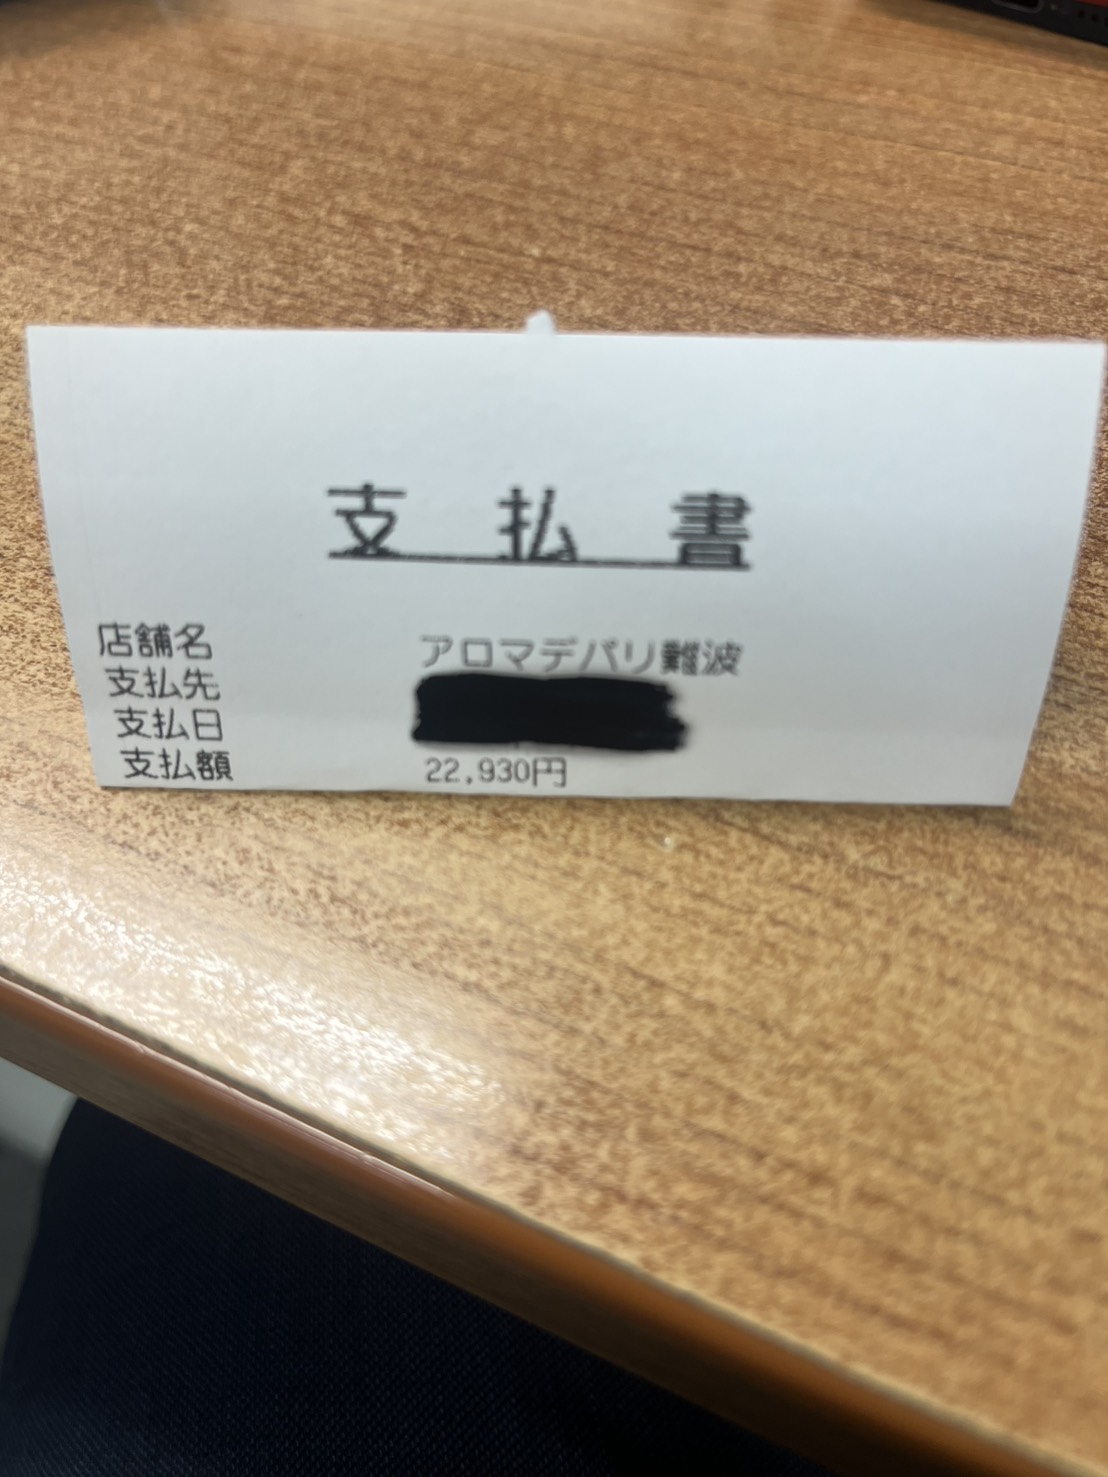 支払書
店舗名 アロマデパリ難波
支払先
支払日
支払額 22,930円